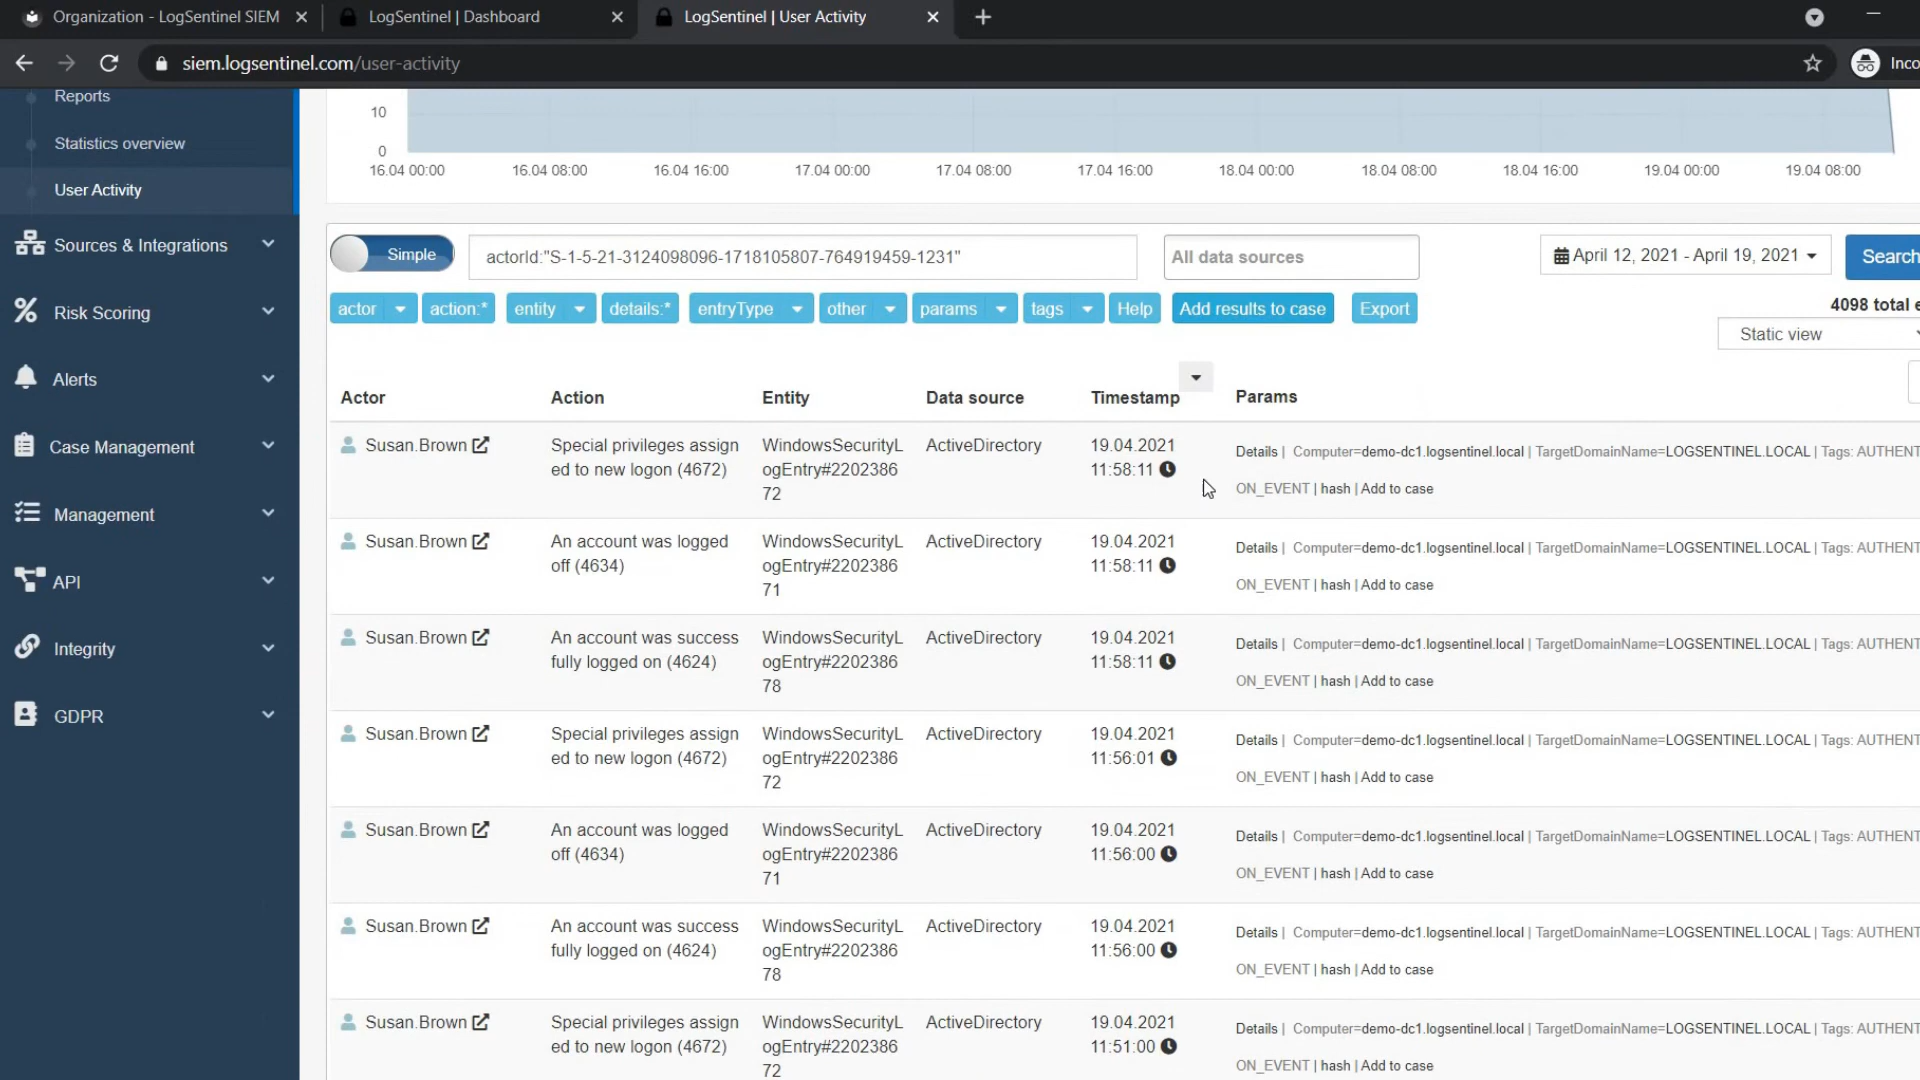 Organization - LogSentinel SIEM
LogSentinel | Dashboard
LogSentinel | User Activity
siem.logsentinel.com/user-activity
Inco
Reports
Statistics overview
User Activity
Sources & Integrations
Risk Scoring
Alerts
Case Management
Management
API
Integrity
GDPR
10
0
16.04 00:00 16.04 08:00 16.04 16:00 17.04 00:00 17.04 08:00 17.04 16:00 18.04 00:00 18.04 08:00 18.04 16:00 19.04 00:00 19.04 08:00
Simple
actorId:"S-1-5-21-3124098096-1718105807-764919459-1231"
All data sources
April 12, 2021 - April 19, 2021
Search
actor action:* entity details:* entryType other params tags Help Add results to case Export
4098 total e
Static view
Actor Action Entity Data source Timestamp Params
Susan.Brown
Special privileges assign
ed to new logon (4672)
WindowsSecurityL
ogEntry#2202386
72
ActiveDirectory
19.04.2021
11:58:11
Details | Computer=demo-dc1.logsentinel.local | TargetDomainName=LOGSENTINEL.LOCAL | Tags: AUTHENT
ON_EVENT | hash | Add to case
Susan.Brown
An account was logged
off (4634)
WindowsSecurityL
ogEntry#2202386
71
ActiveDirectory
19.04.2021
11:58:11
Details | Computer=demo-dc1.logsentinel.local | TargetDomainName=LOGSENTINEL.LOCAL | Tags: AUTHENT
ON_EVENT | hash | Add to case
Susan.Brown
An account was success
fully logged on (4624)
WindowsSecurityL
ogEntry#2202386
78
ActiveDirectory
19.04.2021
11:58:11
Details | Computer=demo-dc1.logsentinel.local | TargetDomainName=LOGSENTINEL.LOCAL | Tags: AUTHENT
ON_EVENT | hash | Add to case
Susan.Brown
Special privileges assign
ed to new logon (4672)
WindowsSecurityL
ogEntry#2202386
72
ActiveDirectory
19.04.2021
11:56:01
Details | Computer=demo-dc1.logsentinel.local | TargetDomainName=LOGSENTINEL.LOCAL | Tags: AUTHENT
ON_EVENT | hash | Add to case
Susan.Brown
An account was logged
off (4634)
WindowsSecurityL
ogEntry#2202386
71
ActiveDirectory
19.04.2021
11:56:00
Details | Computer=demo-dc1.logsentinel.local | TargetDomainName=LOGSENTINEL.LOCAL | Tags: AUTHENT
ON_EVENT | hash | Add to case
Susan.Brown
An account was success
fully logged on (4624)
WindowsSecurityL
ogEntry#2202386
78
ActiveDirectory
19.04.2021
11:56:00
Details | Computer=demo-dc1.logsentinel.local | TargetDomainName=LOGSENTINEL.LOCAL | Tags: AUTHENT
ON_EVENT | hash | Add to case
Susan.Brown
Special privileges assign
ed to new logon (4672)
WindowsSecurityL
ogEntry#2202386
72
ActiveDirectory
19.04.2021
11:51:00
Details | Computer=demo-dc1.logsentinel.local | TargetDomainName=LOGSENTINEL.LOCAL | Tags: AUTHENT
ON_EVENT | hash | Add to case